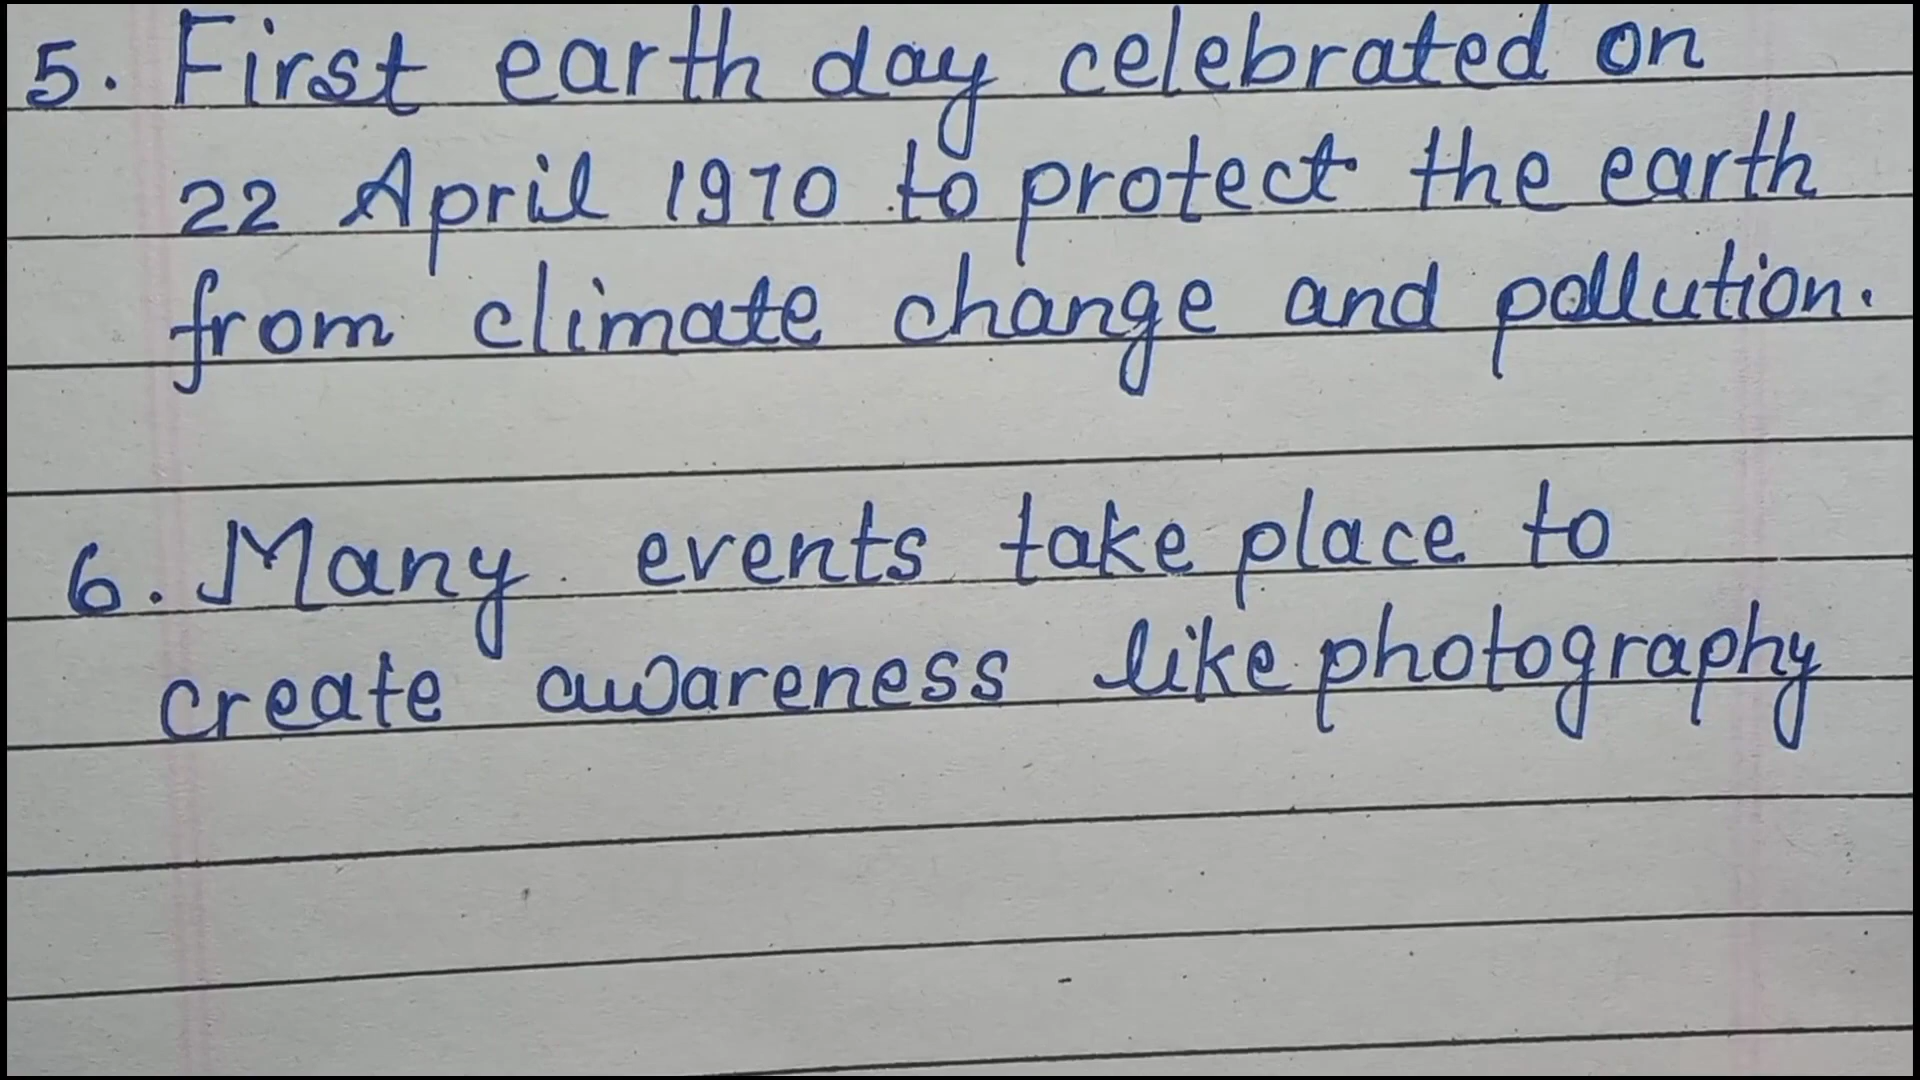 5. First earth day celebrated on
22 April 1970 to protect the earth
from climate change and pollution.
6. Many events take place to
create awareness like photography